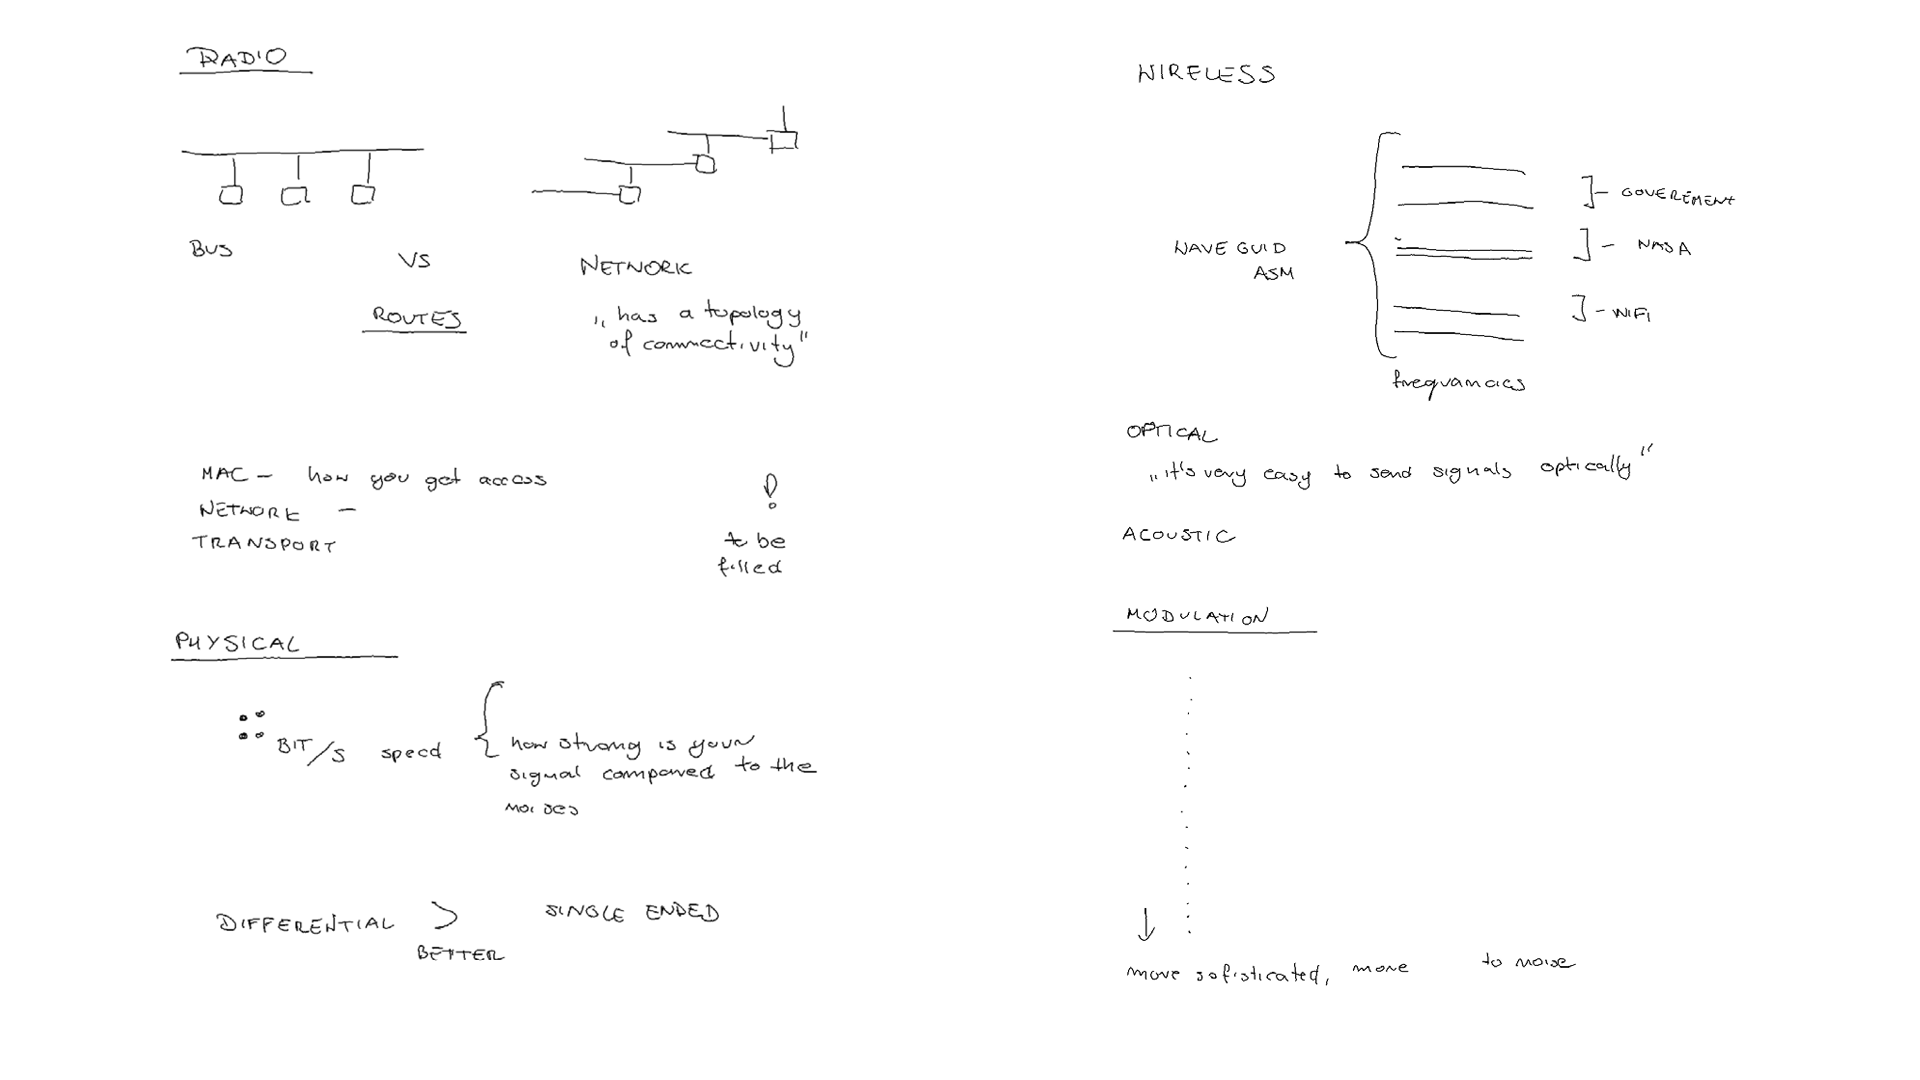 RADIO
BUS
VS
NETWORK
ROUTES
„has a topology
of connectivity"
MAC — how you get access
NETWORK —
TRANSPORT
!
to be
filled
PHYSICAL
BIT/S speed {
how strong is your
signal compared to the
noises
DIFFERENTIAL > SINGLE ENDED
BETTER
WIRELESS
WAVE GUID
ASM
]- GOVEREMENT
] - NASA
] - WIFI
OPTICAL
„it's very easy to send signals optically"
ACOUSTIC
MODULATION
more sofisticated, more to noise